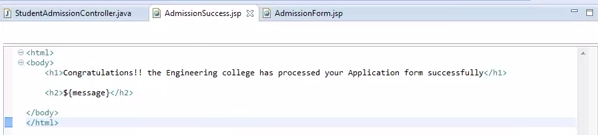 StudentAdmissionController.java AdmissionSuccess.jsp AdmissionForm.jsp
<html>
<body>
<h1>Congratulations!! the Engineering college has processed your Application form successfully</h1>
<h2>${message}</h2>
</body>
</html>